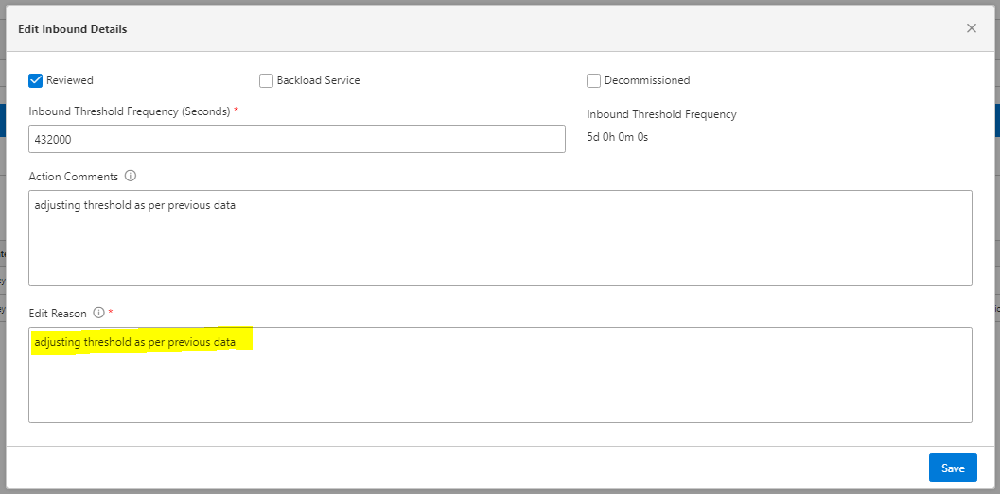 Edit Inbound Details
Reviewed
Backload Service
Decommissioned
Inbound Threshold Frequency (Seconds) *
Inbound Threshold Frequency
432000
5d 0h 0m 0s
Action Comments
adjusting threshold as per previous data
Edit Reason *
adjusting threshold as per previous data
Save